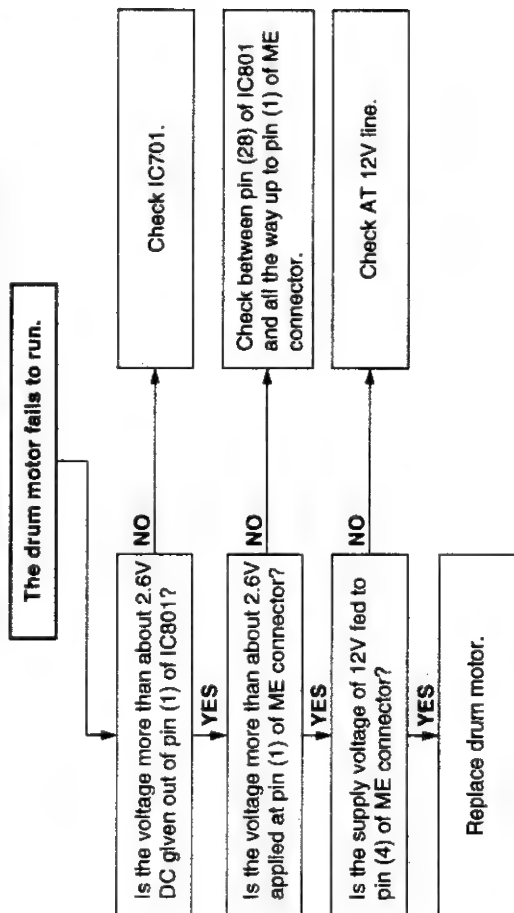 The drum motor fails to run.
Is the voltage more than about 2.6V
DC given out of pin (1) of IC801?
NO
Check IC701.
YES
Is the voltage more than about 2.6V
applied at pin (1) of ME connector?
NO
Check between pin (28) of IC801
and all the way up to pin (1) of ME
connector.
YES
Is the supply voltage of 12V fed to
pin (4) of ME connector?
NO
Check AT 12V line.
YES
Replace drum motor.